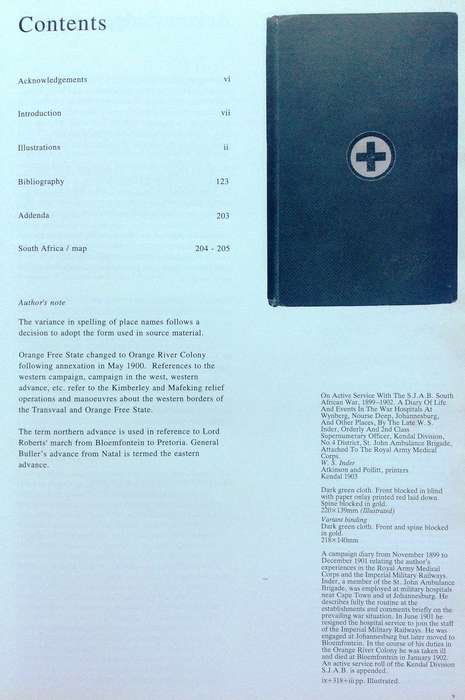 Contents
Acknowledgements vi
Introduction vii
Illustrations ii
Bibliography 123
Addenda 203
South Africa / map 204 - 205
Author's note
The variance in spelling of place names follows a
decision to adopt the form used in source material.
Orange Free State changed to Orange River Colony
following annexation in May 1900. References to the
western campaign, campaign in the west, western
advance, etc. refer to the Kimberley and Mafeking relief
operations and manoeuvres about the western borders of
the Transvaal and Orange Free State.
The term northern advance is used in reference to Lord
Roberts' march from Bloemfontein to Pretoria. General
Buller's advance from Natal is termed the eastern
advance.
On Active Service With The S.J.A.B. South
African War, 1899-1902. A Diary Of Life
And Events In The War Hospitals At
Wynberg, Nourse Deep, Johannesburg,
And Other Places, By The Late W. S.
Inder, Orderly And 2nd Class
Supernumerary Officer, Kendal Division,
No.4 District, St. John Ambulance Brigade,
Attached To The Royal Army Medical
Corps.
W. S. Inder
Atkinson and Pollitt, printers
Kendal 1903
Dark green cloth. Front blocked in blind
with paper onlay printed red laid down.
Spine blocked in gold.
220×139mm (Illustrated)
Variant binding
Dark green cloth. Front and spine blocked
in gold.
218×140mm
A campaign diary from November 1899 to
December 1901 relating the author's
experiences in the Royal Army Medical
Corps and the Imperial Military Railways.
Inder, a member of the St. John Ambulance
Brigade, was employed at military hospitals
near Cape Town and at Johannesburg. He
describes fully the routine at the
establishments and comments briefly on the
prevailing war situation. In June 1901 he
resigned the hospital service to join the staff
of the Imperial Military Railways. He was
engaged at Johannesburg but later moved to
Bloemfontein. In the course of his duties in
the Orange River Colony he was taken ill
and died at Bloemfontein in January 1902.
An active service roll of the Kendal Division
S.J.A.B. is appended.
ix+318+iii pp. Illustrated.